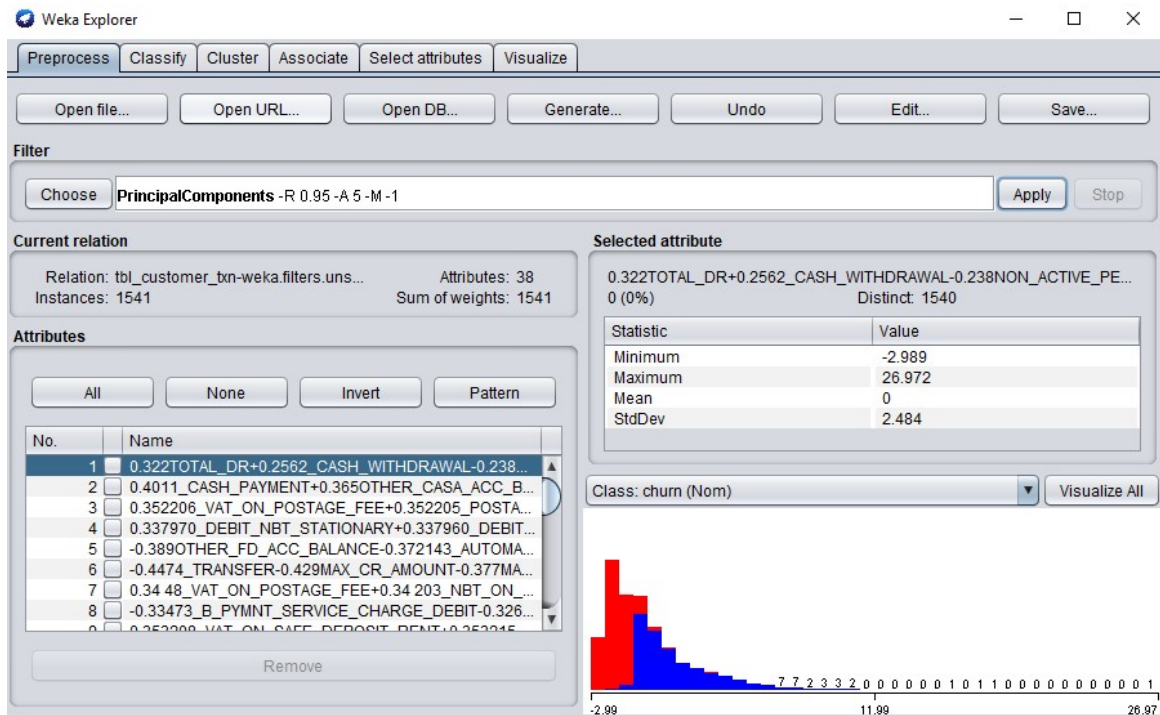 Weka Explorer
Preprocess Classify Cluster Associate Select attributes Visualize
Open file... Open URL... Open DB... Generate... Undo Edit... Save...
Filter
Choose PrincipalComponents -R 0.95 -A 5 -M -1 Apply Stop
Current relation
Relation: tbl_customer_txn-weka.filters.uns... Attributes: 38
Instances: 1541 Sum of weights: 1541
Attributes
All None Invert Pattern
No. Name
1 0.322TOTAL_DR+0.2562_CASH_WITHDRAWAL-0.238...
2 0.4011_CASH_PAYMENT+0.365OTHER_CASA_ACC_B...
3 0.352206_VAT_ON_POSTAGE_FEE+0.352205_POSTA...
4 0.337970_DEBIT_NBT_STATIONARY+0.337960_DEBIT...
5 -0.389OTHER_FD_ACC_BALANCE-0.372143_AUTOMA...
6 -0.4474_TRANSFER-0.429MAX_CR_AMOUNT-0.377MA...
7 0.34 48_VAT_ON_POSTAGE_FEE+0.34 203_NBT_ON_...
8 -0.33473_B_PYMNT_SERVICE_CHARGE_DEBIT-0.326...
Remove
Selected attribute
0.322TOTAL_DR+0.2562_CASH_WITHDRAWAL-0.238NON_ACTIVE_PE...
0 (0%) Distinct: 1540
Statistic Value
Minimum -2.989
Maximum 26.972
Mean 0
StdDev 2.484
Class: churn (Nom) Visualize All
7 7 2 3 3 2 0 0 0 0 0 0 1 0 1 1 0 0 0 0 0 0 0 0 0 0 1
-2.99 11.99 26.97